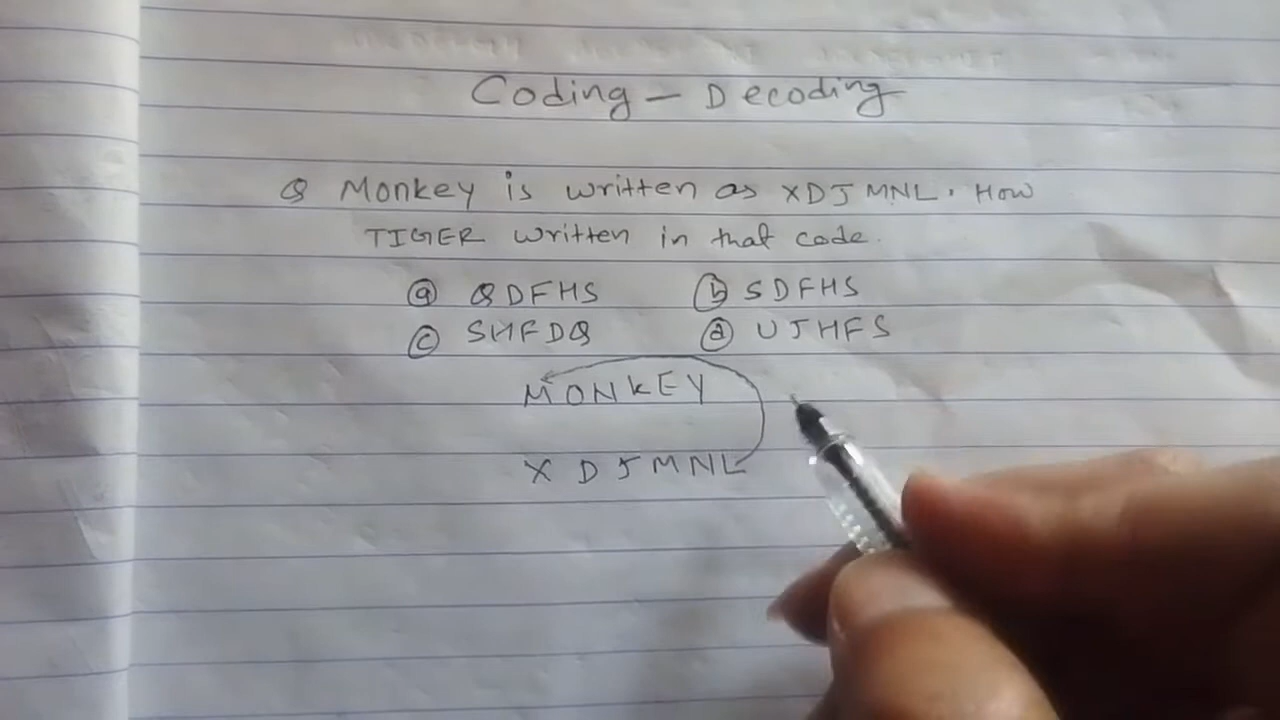 Coding - Decoding
Q Monkey is written as XDJMNL. How
TIGER written in that code.
(a) QDFHS (b) SDFHS
(c) SHFDQ (d) UJHFS
MONKEY
XDJMNL